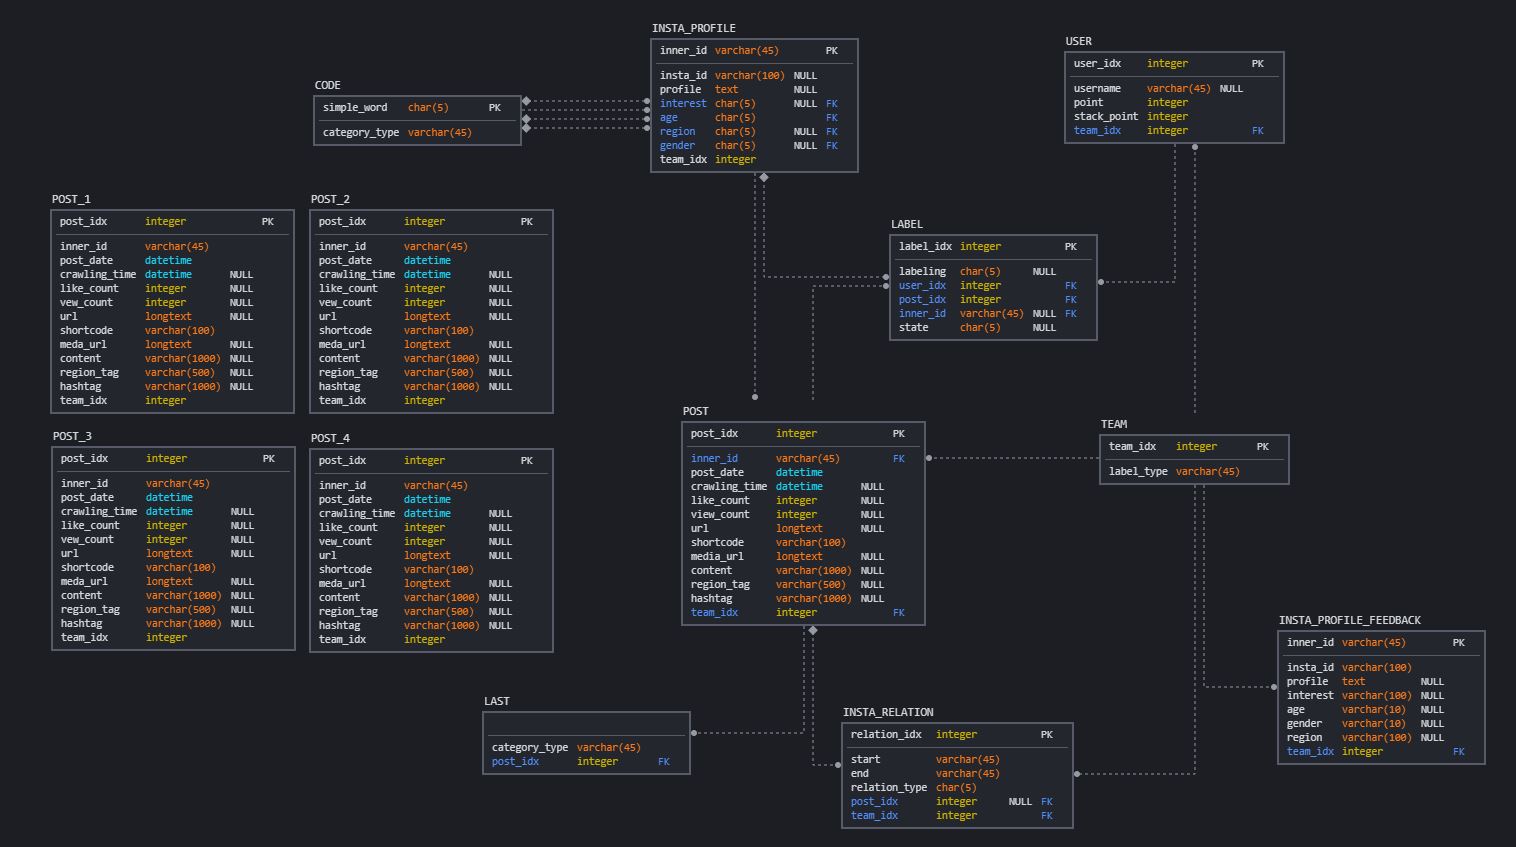 INSTA_PROFILE
inner_id varchar(45) PK
insta_id varchar(100) NULL
profile text NULL
interest char(5) NULL FK
age char(5) FK
region char(5) NULL FK
gender char(5) NULL FK
team_idx integer
USER
user_idx integer PK
username varchar(45) NULL
point integer
stack_point integer
team_idx integer FK
CODE
simple_word char(5) PK
category_type varchar(45)
POST_1
post_idx integer PK
inner_id varchar(45)
post_date datetime
crawling_time datetime NULL
like_count integer NULL
vew_count integer NULL
url longtext NULL
shortcode varchar(100)
meda_url longtext NULL
content varchar(1000) NULL
region_tag varchar(500) NULL
hashtag varchar(1000) NULL
team_idx integer
POST_2
post_idx integer PK
inner_id varchar(45)
post_date datetime
crawling_time datetime NULL
like_count integer NULL
vew_count integer NULL
url longtext NULL
shortcode varchar(100)
meda_url longtext NULL
content varchar(1000) NULL
region_tag varchar(500) NULL
hashtag varchar(1000) NULL
team_idx integer
LABEL
label_idx integer PK
labeling char(5) NULL
user_idx integer FK
post_idx integer FK
inner_id varchar(45) NULL FK
state char(5) NULL
POST_3
post_idx integer PK
inner_id varchar(45)
post_date datetime
crawling_time datetime NULL
like_count integer NULL
vew_count integer NULL
url longtext NULL
shortcode varchar(100)
meda_url longtext NULL
content varchar(1000) NULL
region_tag varchar(500) NULL
hashtag varchar(1000) NULL
team_idx integer
POST_4
post_idx integer PK
inner_id varchar(45)
post_date datetime
crawling_time datetime NULL
like_count integer NULL
vew_count integer NULL
url longtext NULL
shortcode varchar(100)
meda_url longtext NULL
content varchar(1000) NULL
region_tag varchar(500) NULL
hashtag varchar(1000) NULL
team_idx integer
POST
post_idx integer PK
inner_id varchar(45) FK
post_date datetime
crawling_time datetime NULL
like_count integer NULL
view_count integer NULL
url longtext NULL
shortcode varchar(100)
media_url longtext NULL
content varchar(1000) NULL
region_tag varchar(500) NULL
hashtag varchar(1000) NULL
team_idx integer FK
TEAM
team_idx integer PK
label_type varchar(45)
INSTA_PROFILE_FEEDBACK
inner_id varchar(45) PK
insta_id varchar(100)
profile text NULL
interest varchar(100) NULL
age varchar(10) NULL
gender varchar(10) NULL
region varchar(100) NULL
team_idx integer FK
LAST
category_type varchar(45)
post_idx integer FK
INSTA_RELATION
relation_idx integer PK
start varchar(45)
end varchar(45)
relation_type char(5)
post_idx integer NULL FK
team_idx integer FK